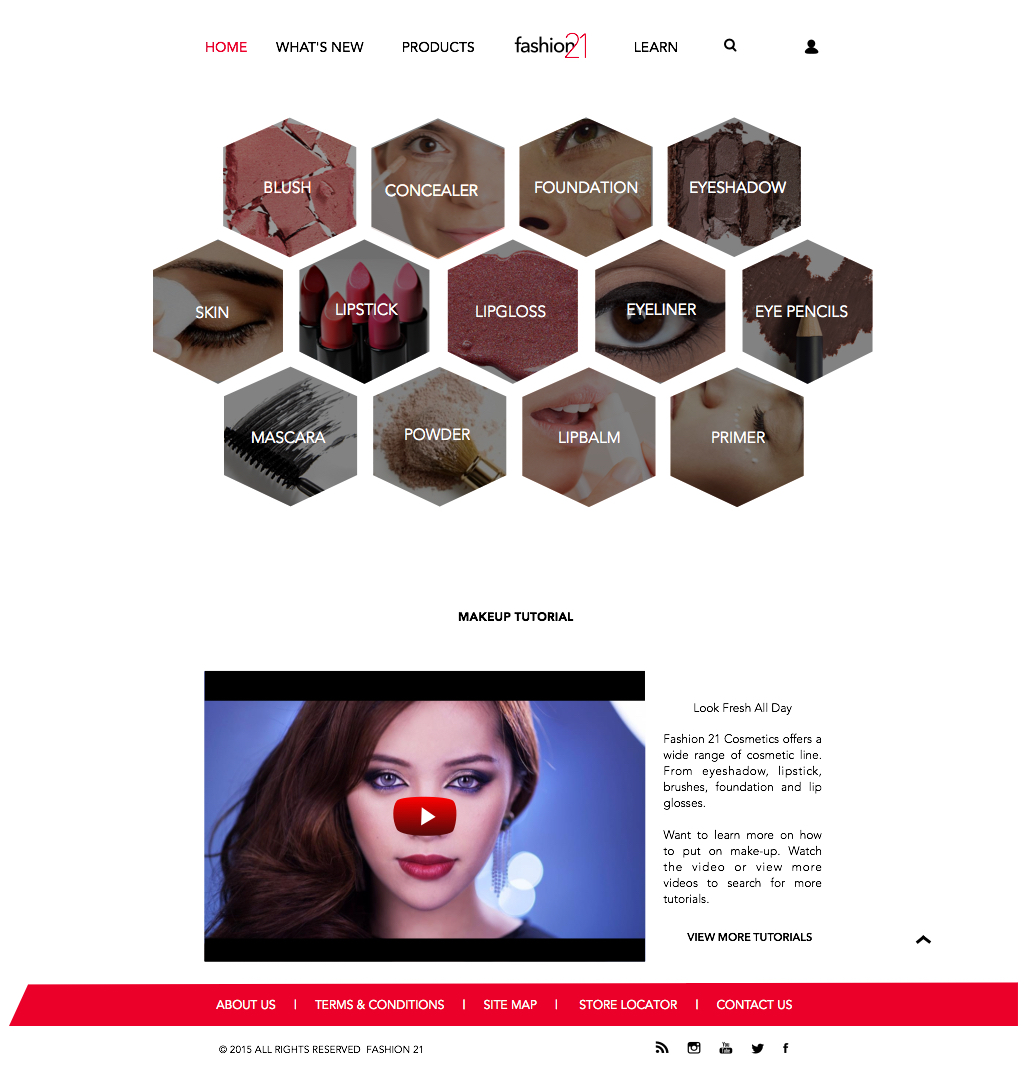 HOME WHAT'S NEW PRODUCTS fashion21 LEARN
BLUSH CONCEALER FOUNDATION EYESHADOW
SKIN LIPSTICK LIPGLOSS EYELINER EYE PENCILS
MASCARA POWDER LIPBALM PRIMER
MAKEUP TUTORIAL
Look Fresh All Day
Fashion 21 Cosmetics offers a
wide range of cosmetic line.
From eyeshadow, lipstick,
brushes, foundation and lip
glosses.
Want to learn more on how
to put on make-up. Watch
the video or view more
videos to search for more
tutorials.
VIEW MORE TUTORIALS
ABOUT US | TERMS & CONDITIONS | SITE MAP | STORE LOCATOR | CONTACT US
© 2015 ALL RIGHTS RESERVED FASHION 21 You Tube f